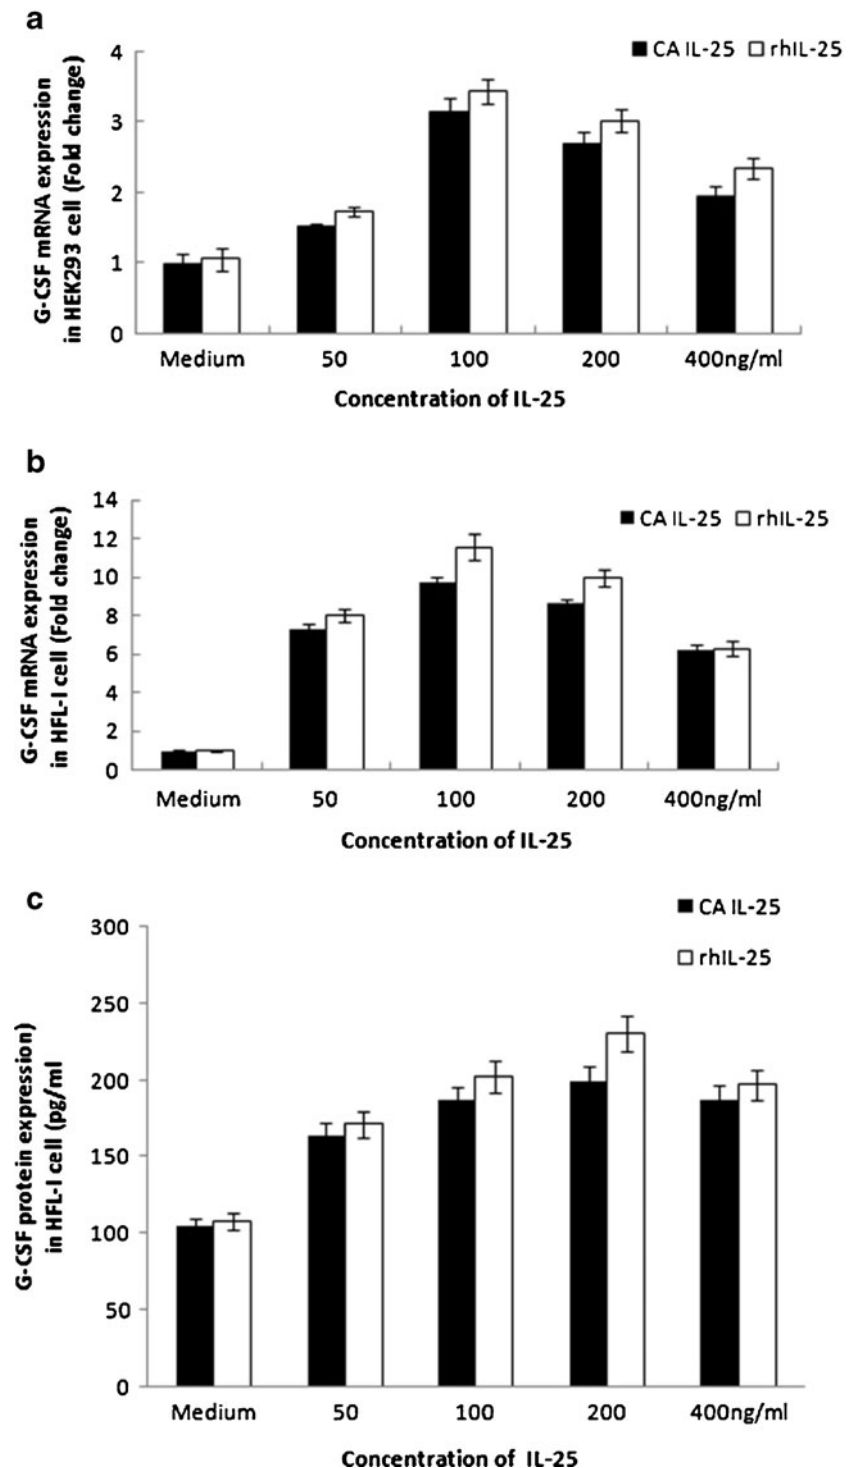 a
G-CSF mRNA expression
in HEK293 cell (Fold change)
4
3
2
1
0
CA IL-25 rhIL-25
Medium 50 100 200 400ng/ml
Concentration of IL-25
b
G-CSF mRNA expression
in HFL-I cell (Fold change)
14
12
10
8
6
4
2
0
CA IL-25 rhIL-25
Medium 50 100 200 400ng/ml
Concentration of IL-25
c
G-CSF protein expression)
in HFL-I cell (pg/ml
300
250
200
150
100
50
0
CA IL-25
rhIL-25
Medium 50 100 200 400ng/ml
Concentration of IL-25